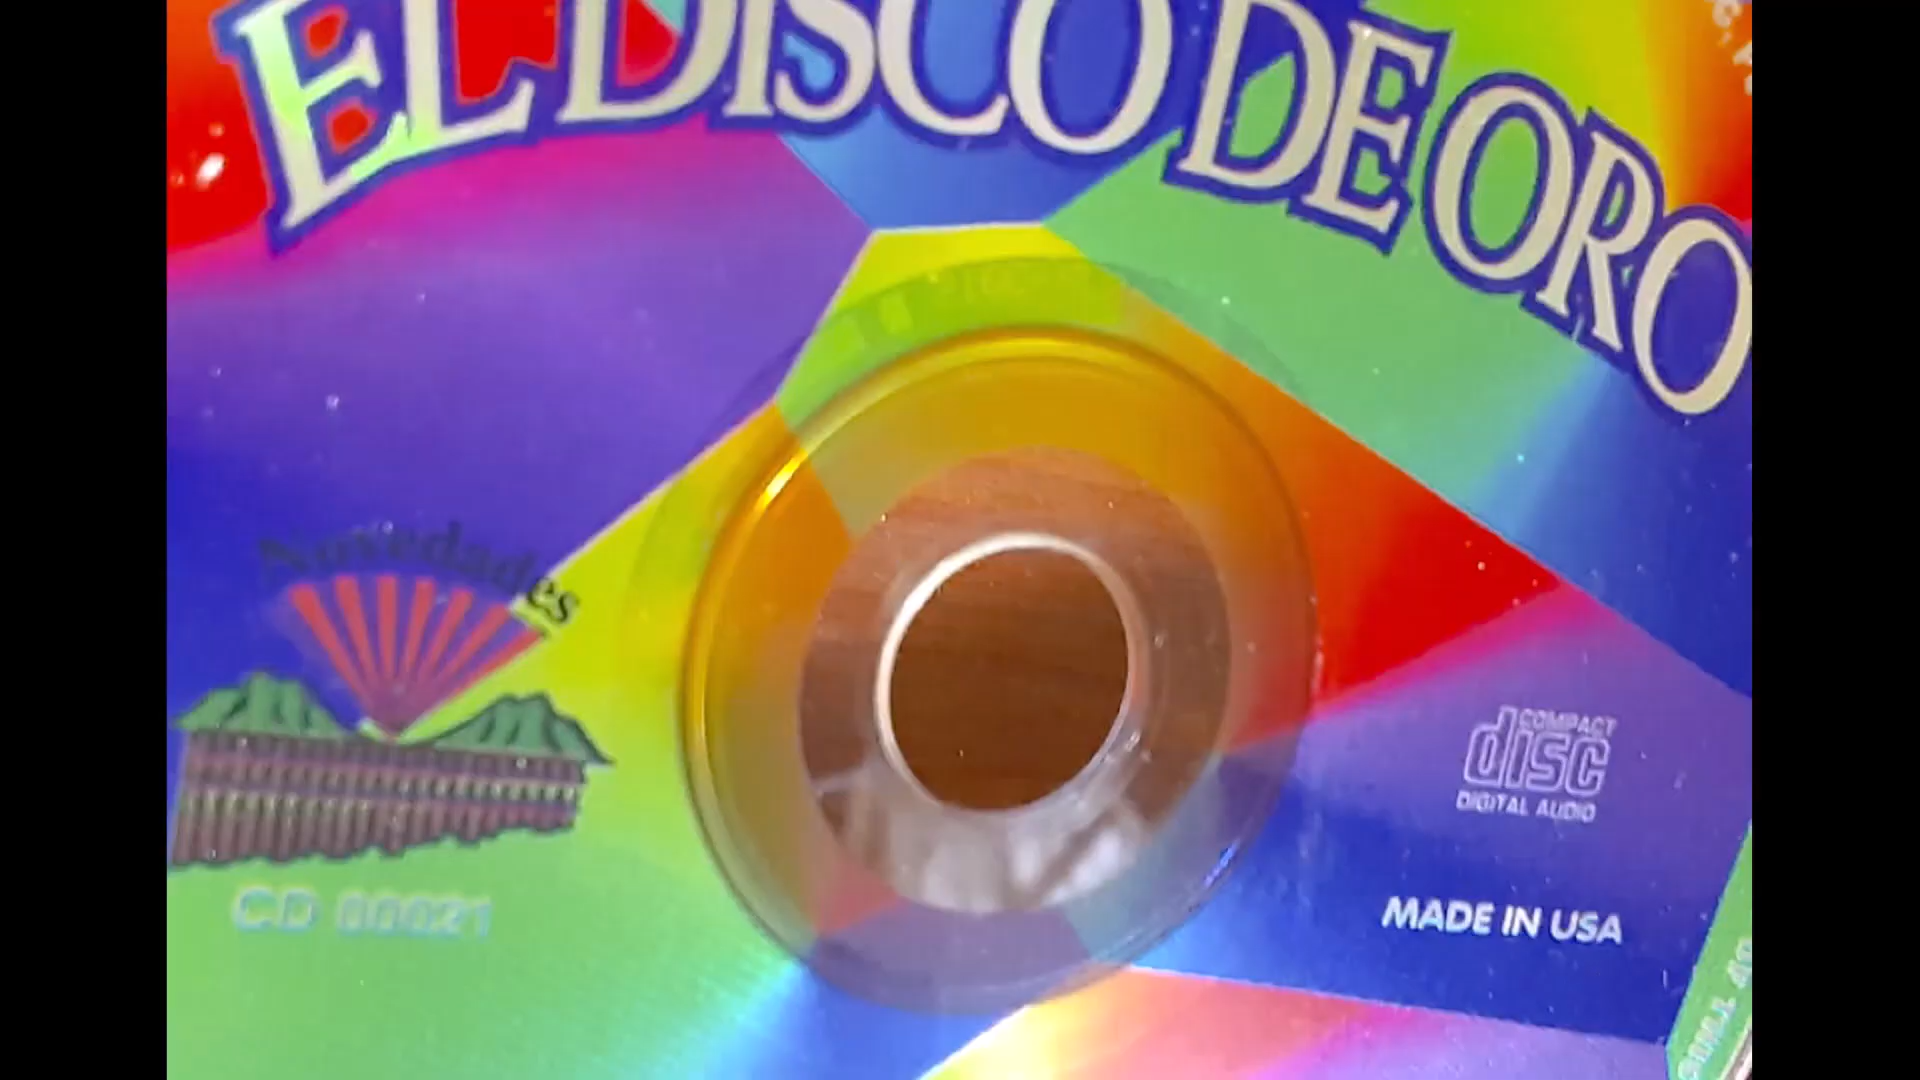 EL DISCO DE ORO
Novedades
COMPACT
disc
DIGITAL AUDIO
CD 00021
MADE IN USA